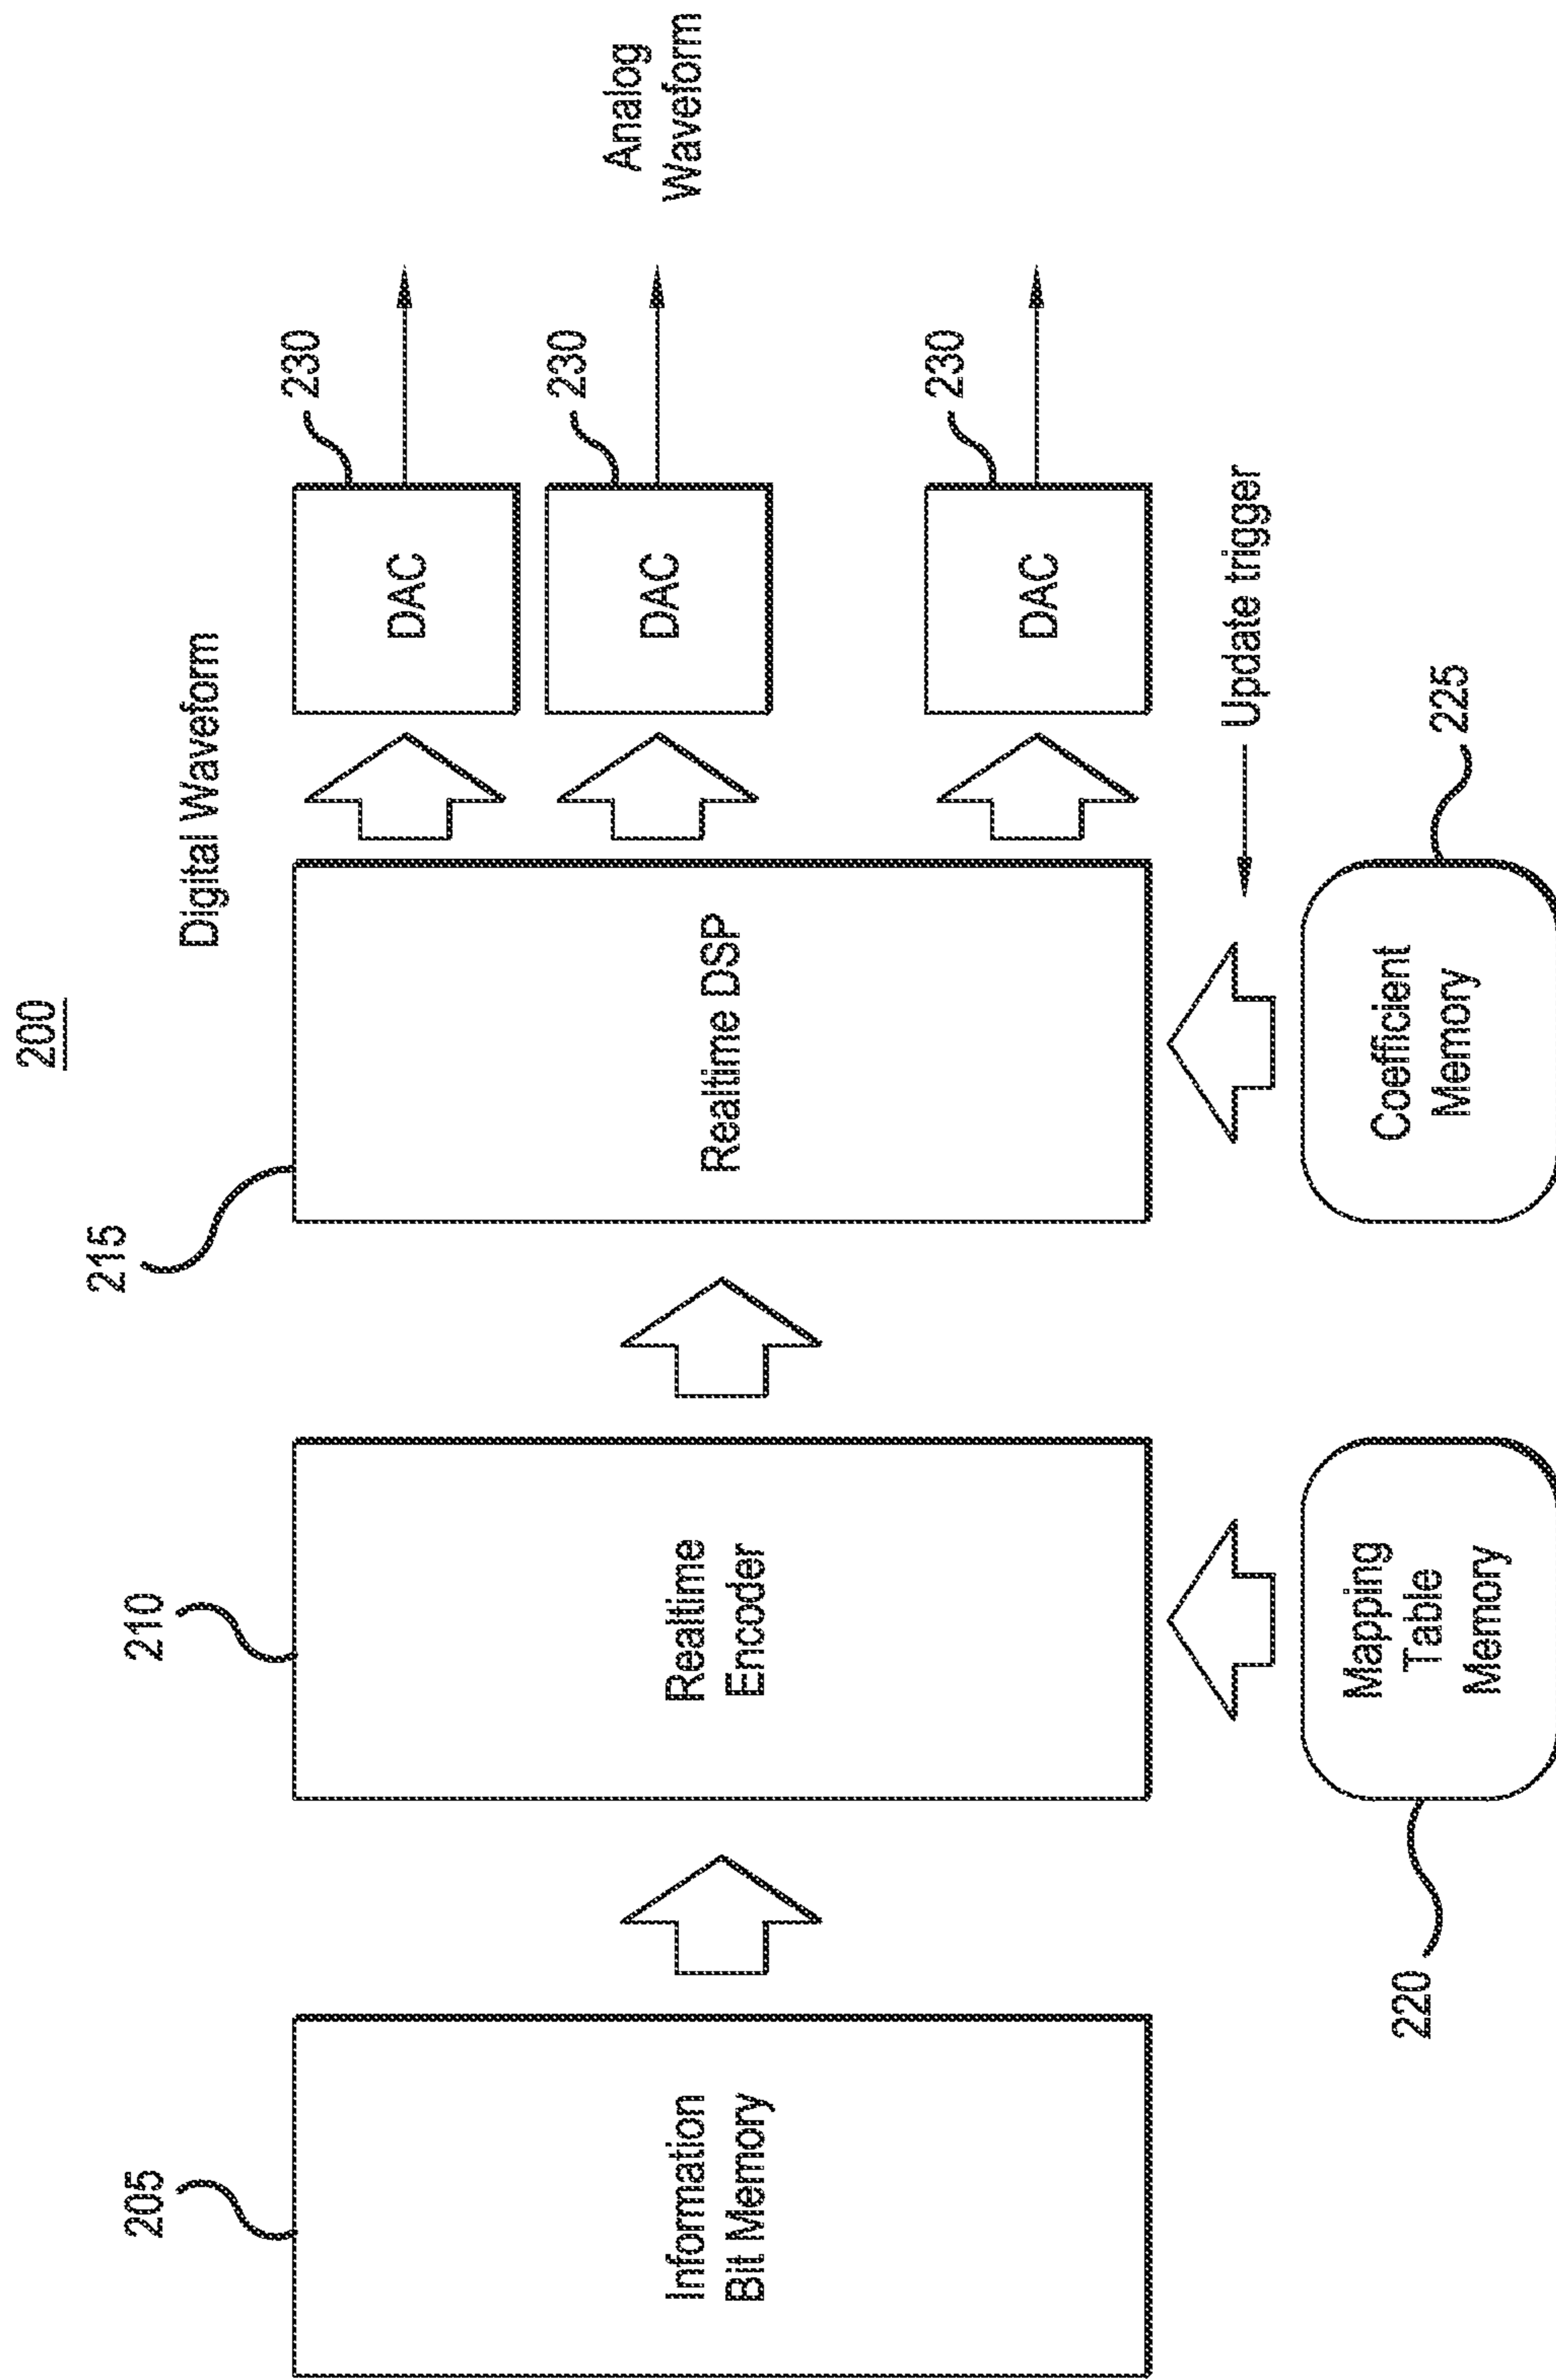 200
Digital Waveform
Analog
Waveform
205
210
215
230
230
230
Information
Bit Memory
Realtime
Encoder
Realtime DSP
DAC
DAC
DAC
Update trigger
220
Mapping
Table
Memory
Coefficient
Memory
225